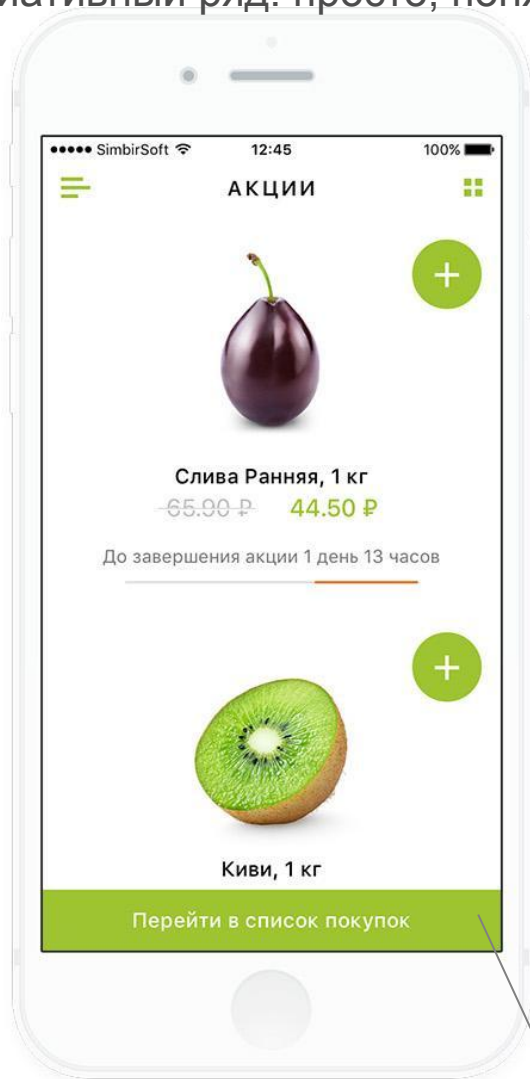 просто,
SimbirSoft 12:45 100%
АКЦИИ
Слива Ранняя, 1 кг
65.90 ₽ 44.50 ₽
До завершения акции 1 день 13 часов
Киви, 1 кг
Перейти в список покупок